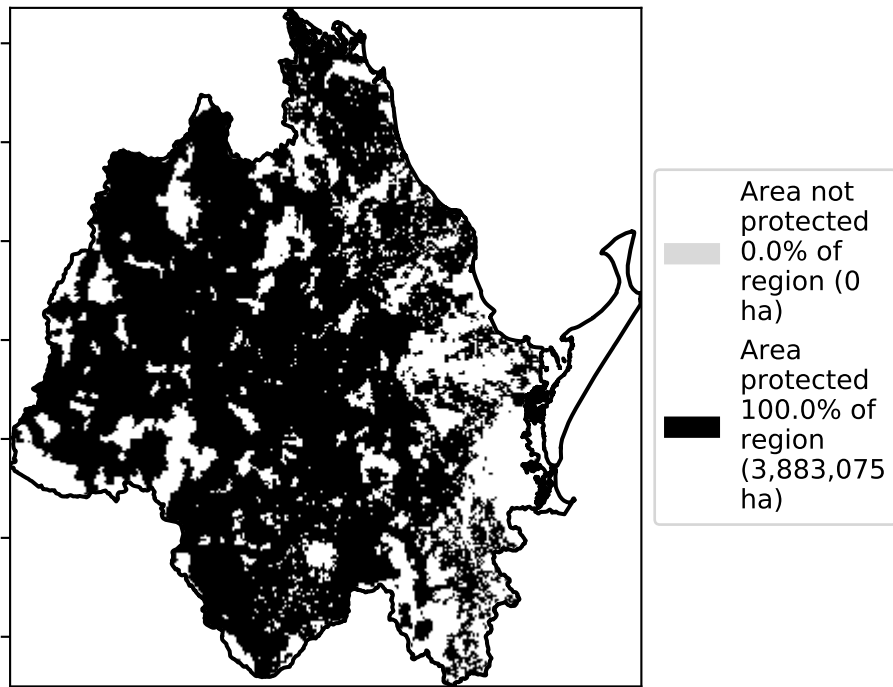 Area not
protected
0.0% of
region (0
ha)
Area
protected
100.0% of
region
(3,883,075
ha)